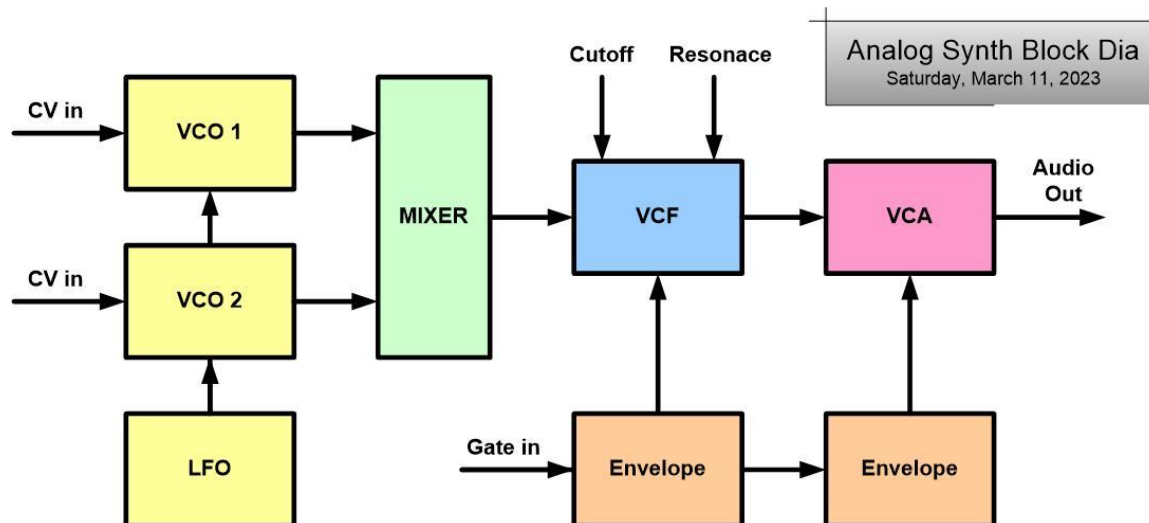 Analog Synth Block Dia
Saturday, March 11, 2023
Cutoff
Resonace
CV in
VCO 1
MIXER
VCF
VCA
Audio
Out
CV in
VCO 2
LFO
Gate in
Envelope
Envelope